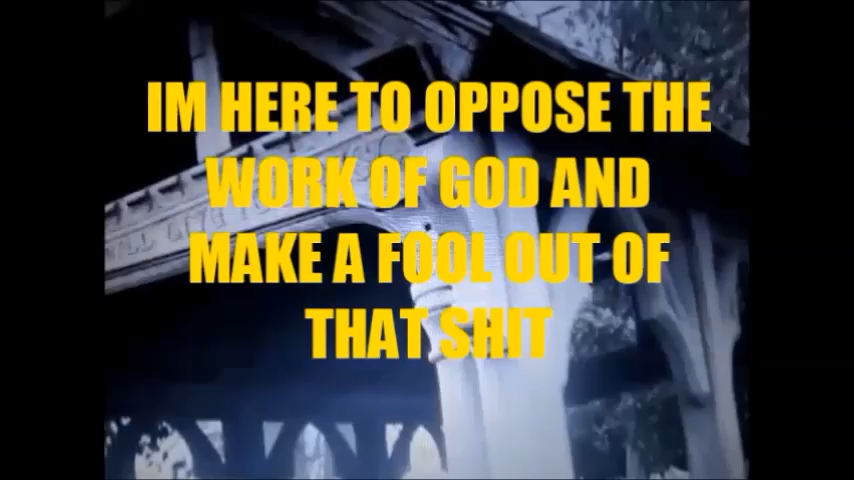 IM HERE TO OPPOSE THE
WORK OF GOD AND
MAKE A FOOL OUT OF
THAT SHIT